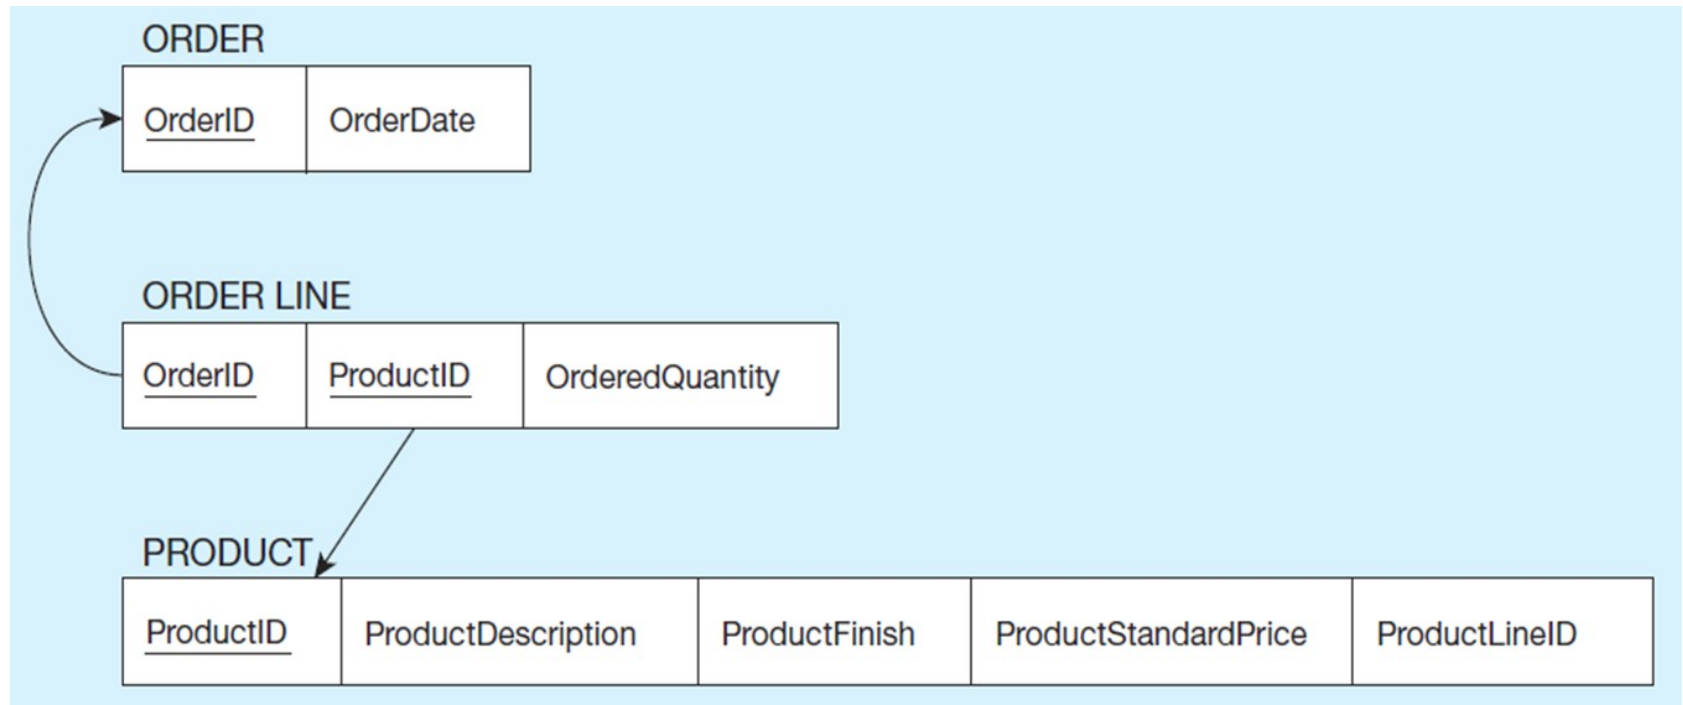 ORDER
OrderID OrderDate
ORDER LINE
OrderID ProductID OrderedQuantity
PRODUCT
ProductID ProductDescription ProductFinish ProductStandardPrice ProductLineID